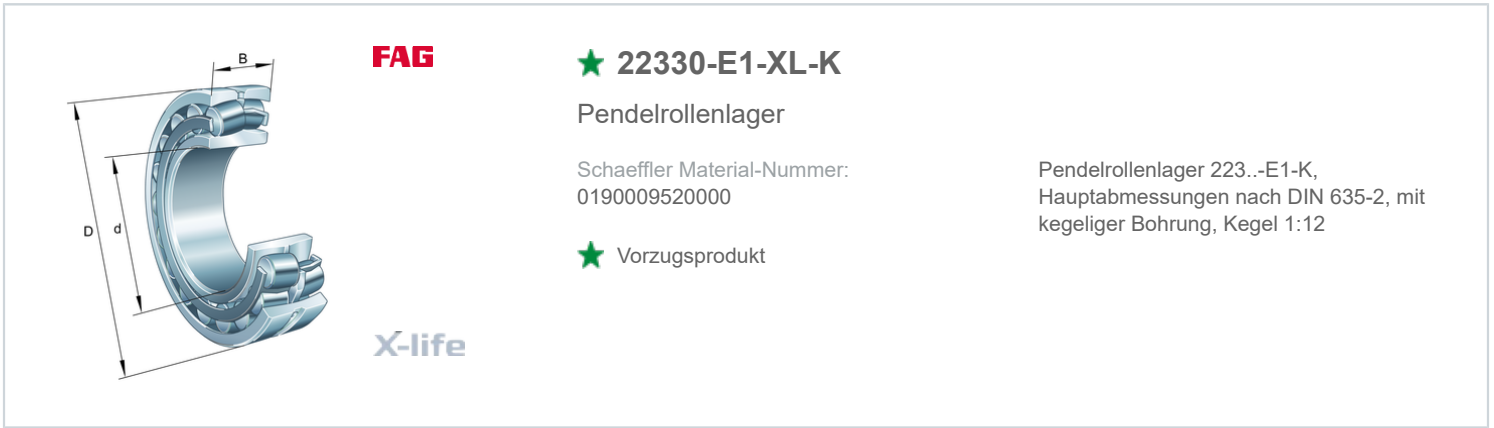 B
D
d
FAG
X-life
22330-E1-XL-K
Pendelrollenlager
Schaeffler Material-Nummer:
0190009520000
Vorzugsprodukt
Pendelrollenlager 223..-E1-K,
Hauptabmessungen nach DIN 635-2, mit
kegeliger Bohrung, Kegel 1:12